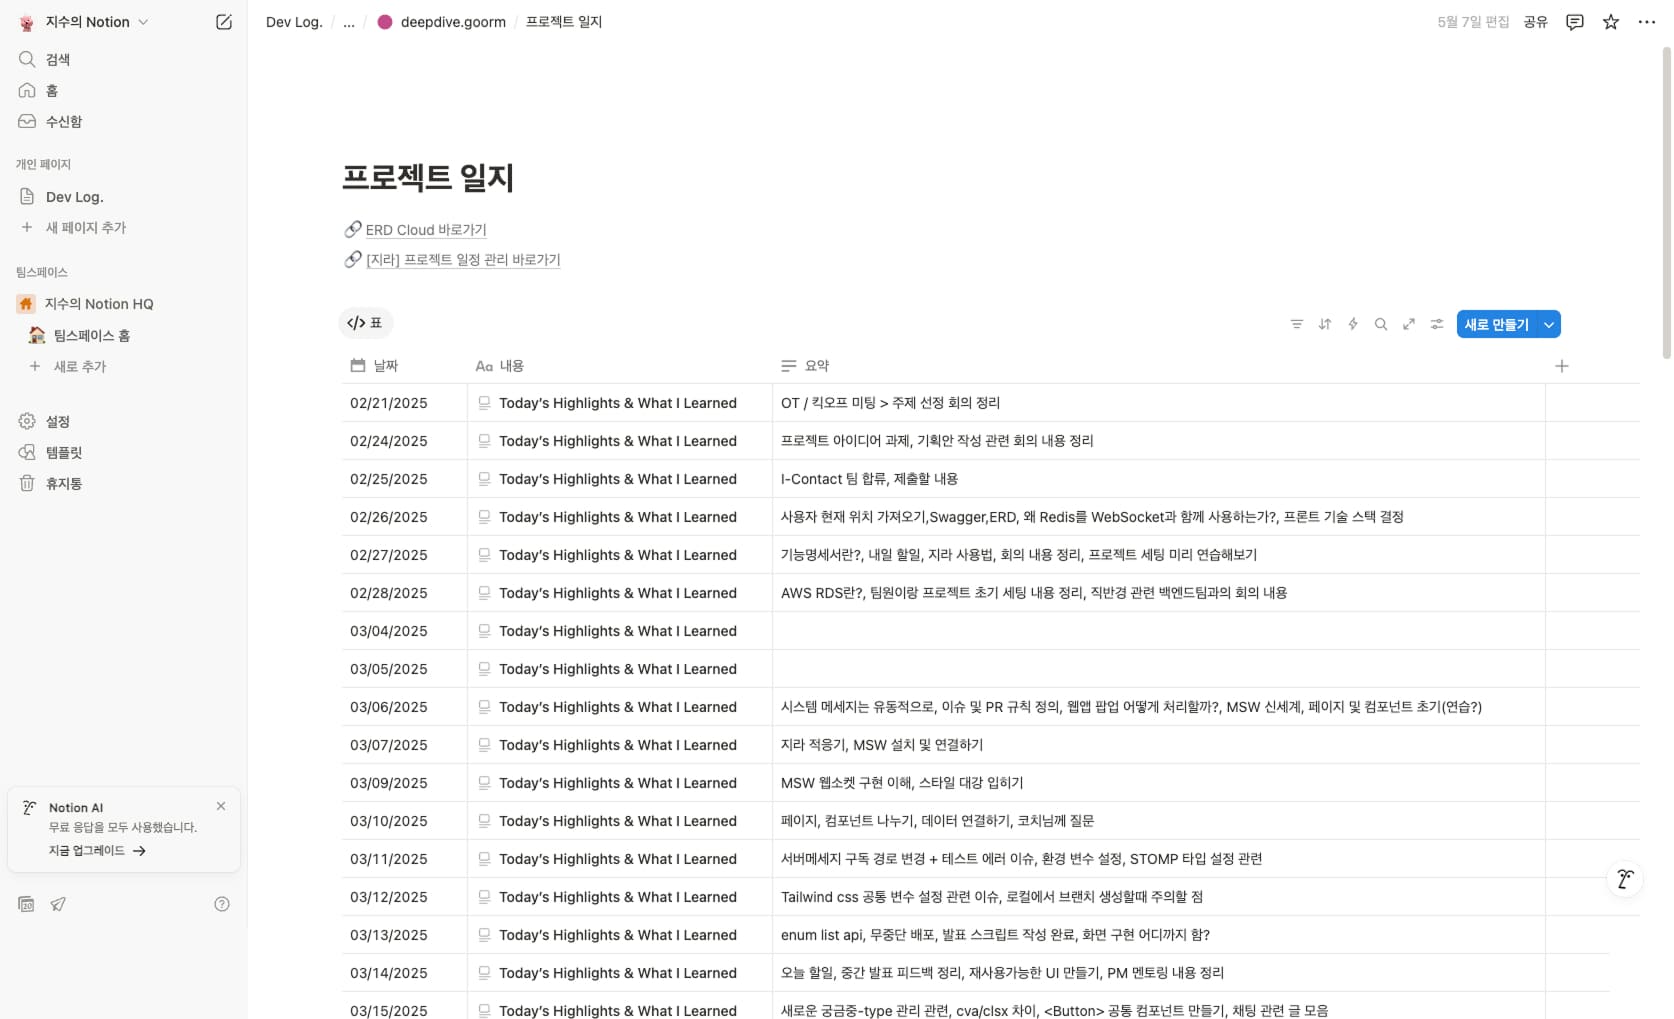 지수의 Notion
검색
홈
수신함
개인 페이지
Dev Log.
새 페이지 추가
팀스페이스
지수의 Notion HQ
팀스페이스 홈
새로 추가
설정
템플릿
휴지통
Notion AI
무료 응답을 모두 사용했습니다.
지금 업그레이드 →
Dev Log. / ... / deepdive.goorm / 프로젝트 일지
5월 7일 편집 공유
프로젝트 일지
ERD Cloud 바로가기
[지라] 프로젝트 일정 관리 바로가기
</> 표
새로 만들기
날짜 Aa 내용 요약
02/21/2025 Today's Highlights & What I Learned OT / 킥오프 미팅 > 주제 선정 회의 정리
02/24/2025 Today's Highlights & What I Learned 프로젝트 아이디어 과제, 기획안 작성 관련 회의 내용 정리
02/25/2025 Today's Highlights & What I Learned I-Contact 팀 합류, 제출할 내용
02/26/2025 Today's Highlights & What I Learned 사용자 현재 위치 가져오기,Swagger,ERD, 왜 Redis를 WebSocket과 함께 사용하는가?, 프론트 기술 스택 결정
02/27/2025 Today's Highlights & What I Learned 기능명세서란?, 내일 할일, 지라 사용법, 회의 내용 정리, 프로젝트 세팅 미리 연습해보기
02/28/2025 Today's Highlights & What I Learned AWS RDS란?, 팀원이랑 프로젝트 초기 세팅 내용 정리, 직반경 관련 백엔드팀과의 회의 내용
03/04/2025 Today's Highlights & What I Learned
03/05/2025 Today's Highlights & What I Learned
03/06/2025 Today's Highlights & What I Learned 시스템 메세지는 유동적으로, 이슈 및 PR 규칙 정의, 웹앱 팝업 어떻게 처리할까?, MSW 신세계, 페이지 및 컴포넌트 초기(연습?)
03/07/2025 Today's Highlights & What I Learned 지라 적응기, MSW 설치 및 연결하기
03/09/2025 Today's Highlights & What I Learned MSW 웹소켓 구현 이해, 스타일 대강 입히기
03/10/2025 Today's Highlights & What I Learned 페이지, 컴포넌트 나누기, 데이터 연결하기, 코치님께 질문
03/11/2025 Today's Highlights & What I Learned 서버메세지 구독 경로 변경 + 테스트 에러 이슈, 환경 변수 설정, STOMP 타입 설정 관련
03/12/2025 Today's Highlights & What I Learned Tailwind css 공통 변수 설정 관련 이슈, 로컬에서 브랜치 생성할때 주의할 점
03/13/2025 Today's Highlights & What I Learned enum list api, 무중단 배포, 발표 스크립트 작성 완료, 화면 구현 어디까지 함?
03/14/2025 Today's Highlights & What I Learned 오늘 할일, 중간 발표 피드백 정리, 재사용가능한 UI 만들기, PM 멘토링 내용 정리
03/15/2025 Today's Highlights & What I Learned 새로운 궁금중-type 관리 관련, cva/clsx 차이, <Button> 공통 컴포넌트 만들기, 채팅 관련 글 모음